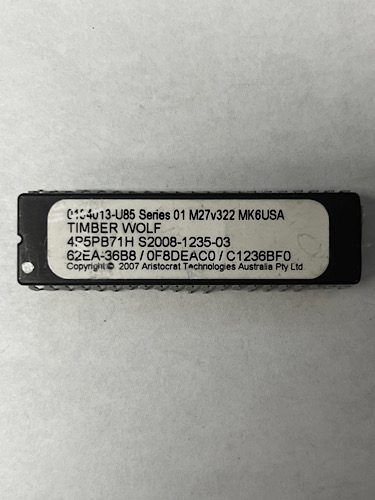 0134013-U85 Series 01 M27v322 MK6USA
TIMBER WOLF
4P5PB71H S2008-1235-03
62EA-36B8 / 0F8DEAC0 / C1236BF0
Copyright © 2007 Aristocrat Technologies Australia Pty Ltd